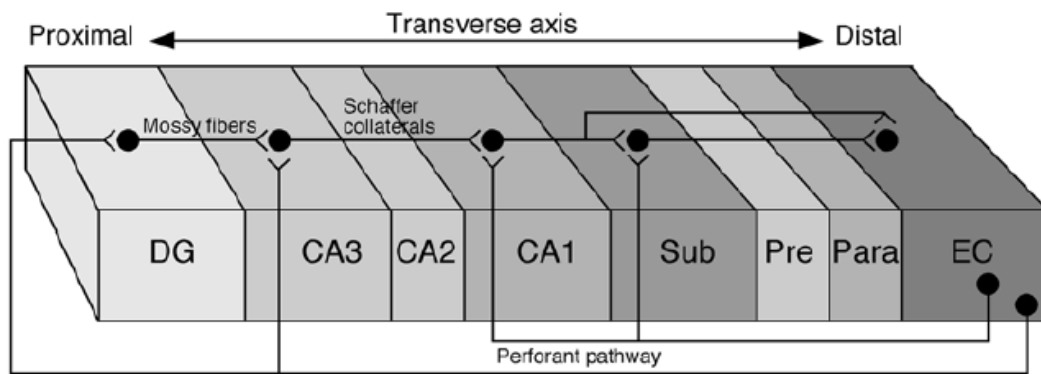 Proximal
Transverse axis
Distal
Mossy fibers
Schaffer
collaterals
DG
CA3
CA2
CA1
Sub
Pre
Para
EC
Perforant pathway